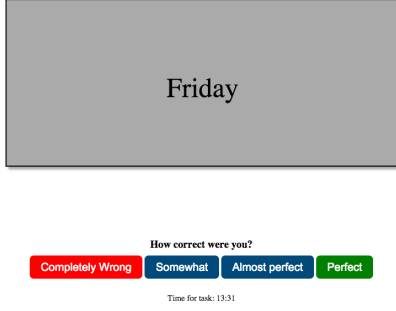 Friday
How correct were you?
Completely Wrong Somewhat Almost perfect Perfect
Time for task: 13:31